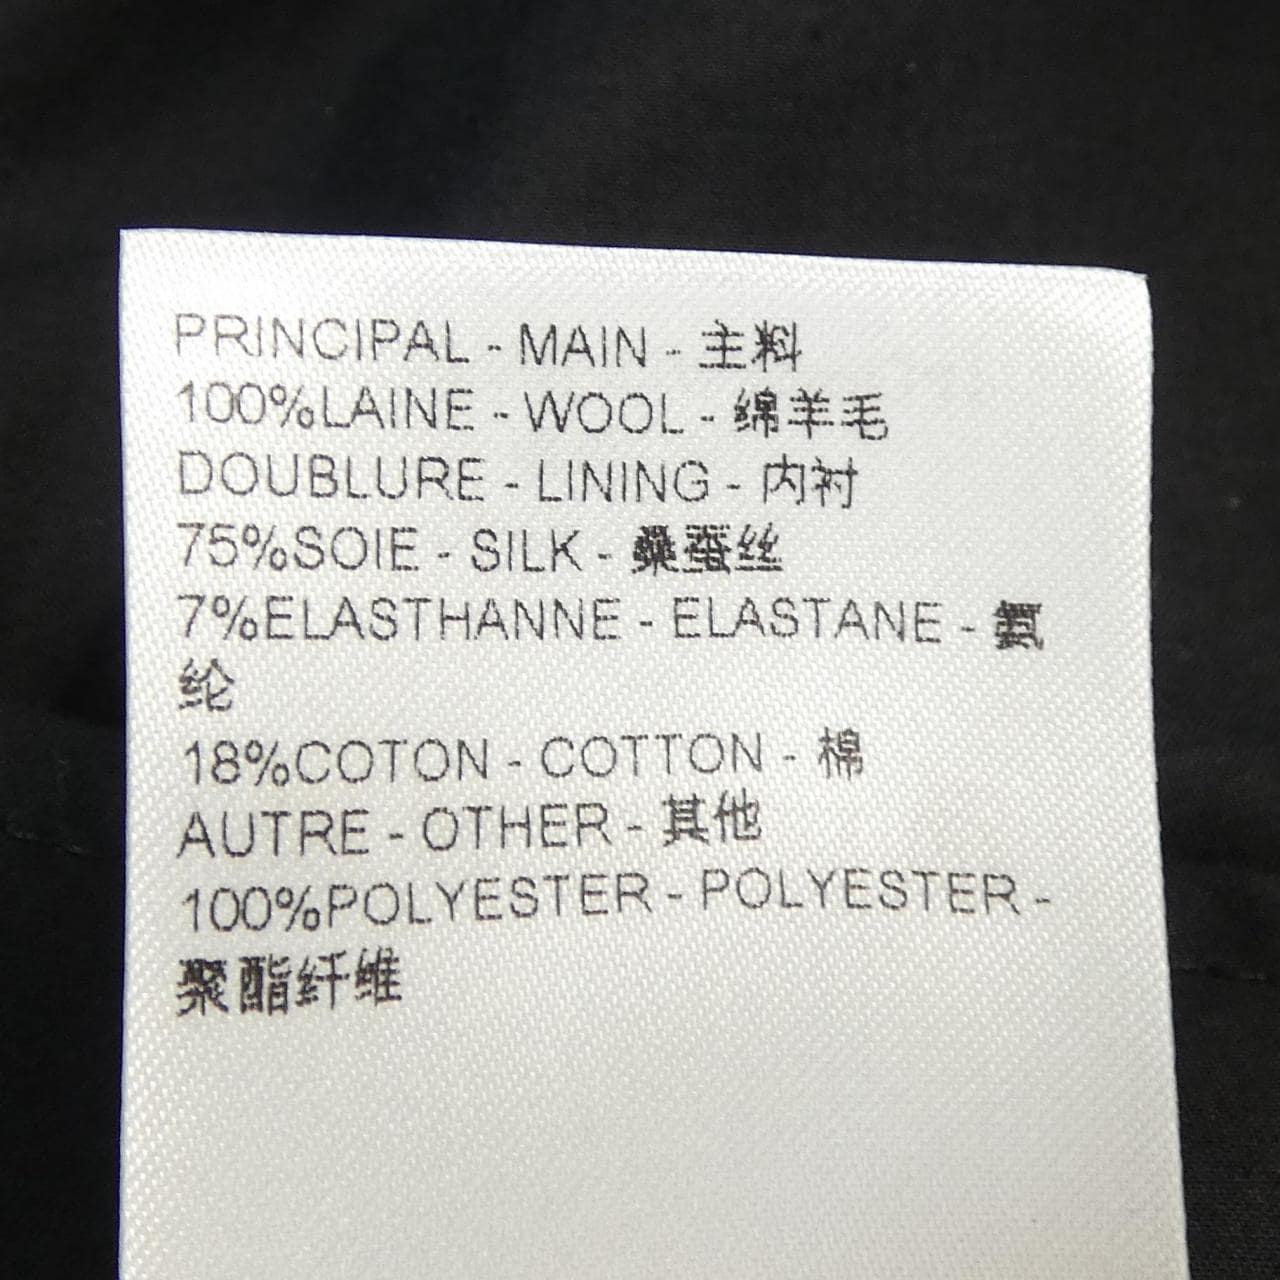 PRINCIPAL - MAIN - 主料
100%LAINE - WOOL - 绵羊毛
DOUBLURE - LINING - 内衬
75%SOIE - SILK - 桑蚕丝
7%ELASTHANNE - ELASTANE - 氨
纶
18%COTON - COTTON - 棉
AUTRE - OTHER - 其他
100%POLYESTER - POLYESTER -
聚酯纤维